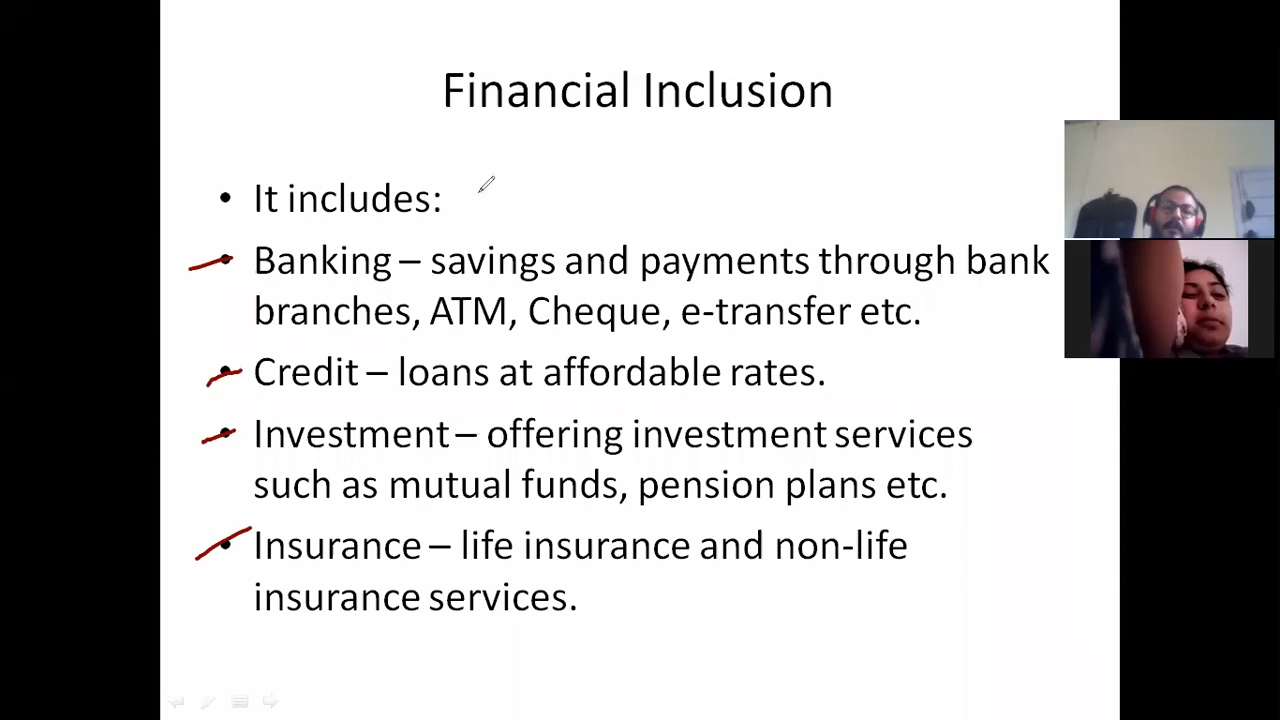 Financial Inclusion
• It includes:
• Banking – savings and payments through bank
branches, ATM, Cheque, e-transfer etc.
• Credit – loans at affordable rates.
• Investment – offering investment services
such as mutual funds, pension plans etc.
• Insurance – life insurance and non-life
insurance services.